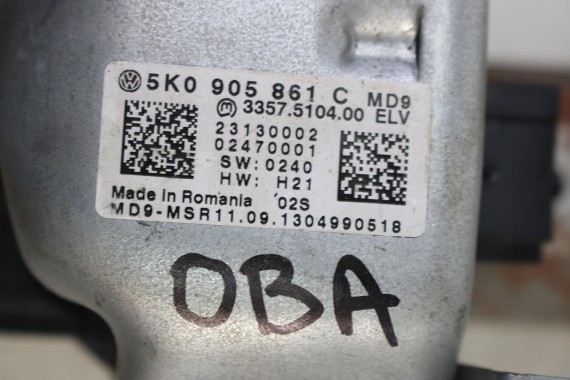 5K0 905 861 C MD9
3357.5104.00 ELV
23130002
02470001
SW:0240
HW: H21
Made in Romania '02S
MD9-MSR11.09.1304990518
OBA